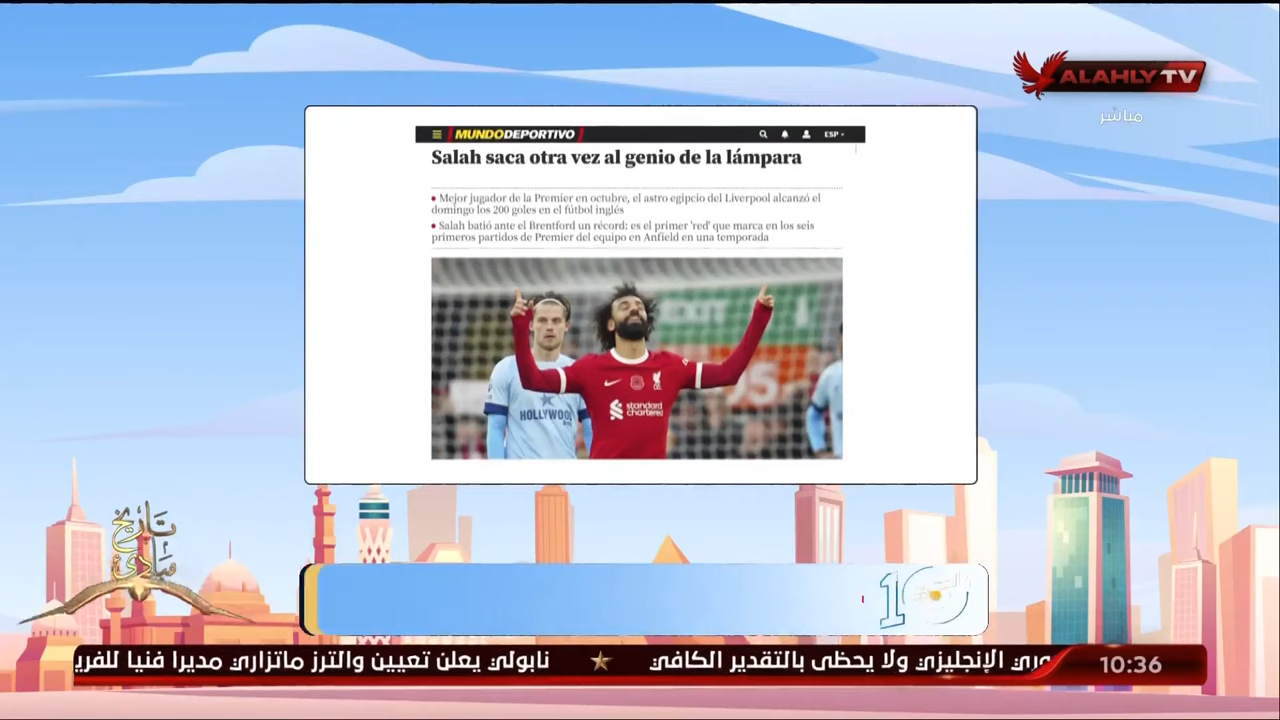 ALAHLY TV
مباشر
MUNDODEPORTIVO
ESP
Salah saca otra vez al genio de la lámpara
• Mejor jugador de la Premier en octubre, el astro egipcio del Liverpool alcanzó el
domingo los 200 goles en el fútbol inglés
• Salah batió ante el Brentford un récord: es el primer 'red' que marca en los seis
primeros partidos de Premier del equipo en Anfield en una temporada
EXIT
HOLLYWOOD
standard
chartered
تاريخ
مبادئ
10
وري الإنجليزي ولا يحظى بالتقدير الكافي ★ نابولي يعلن تعيين والترز ماتزاري مديرا فنيا للفري
10:36